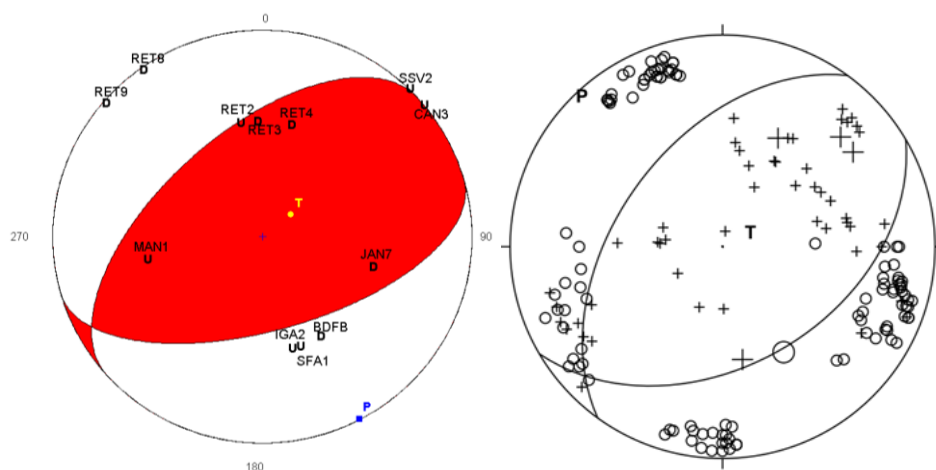 0
RET8
D
RET9
D
SSV2
U
U
CAN3
RET2
U
D
RET3
RET4
D
P
T
T
270
90
MAN1
U
JAN7
D
IGA2
U
U
SFA1
BDFB
D
P
180